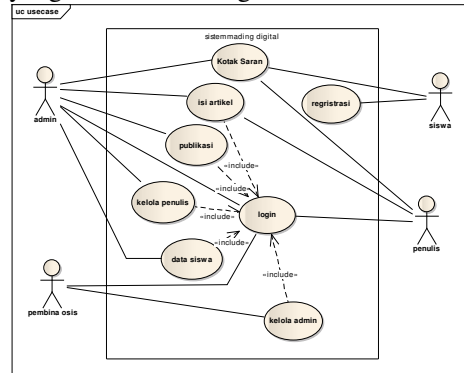 uc usecase
sistemmading digital
Kotak Saran
isi artikel
regristrasi
admin
siswa
publikasi
«include»
«include»
kelola penulis
«include»
login
penulis
«include»
data siswa
«include»
pembina osis
kelola admin